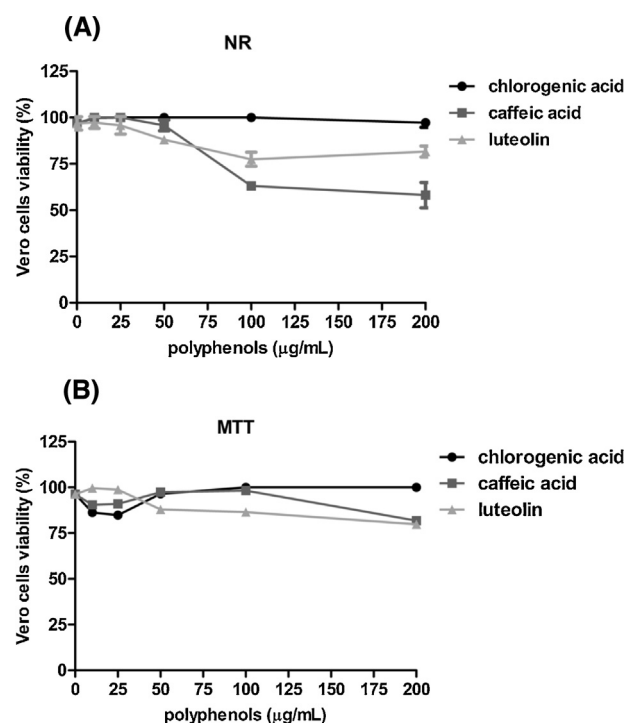 (A)
NR
125
100
75
50
25
0
Vero cells viability (%)
0 25 50 75 100 125 150 175 200
polyphenols (μg/mL)
chlorogenic acid
caffeic acid
luteolin
(B)
MTT
125
100
75
50
25
0
Vero cells viability (%)
0 25 50 75 100 125 150 175 200
polyphenols (μg/mL)
chlorogenic acid
caffeic acid
luteolin